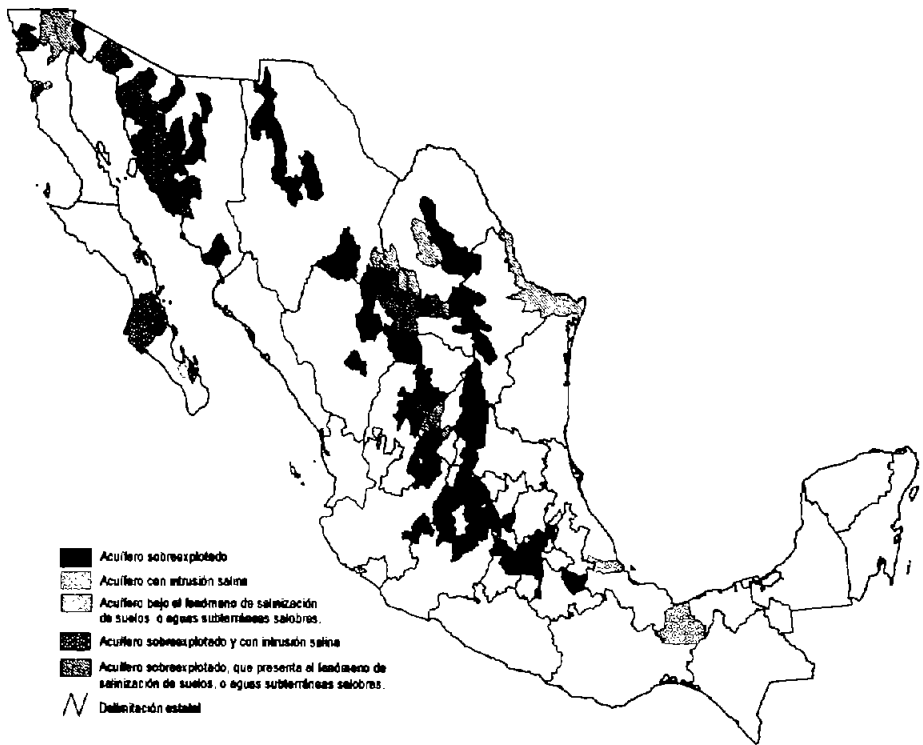 Acuífero sobreexplotado
Acuífero con intrusión salina
Acuífero bajo el fenómeno de salinización
de suelos o aguas subterráneas salobres.
Acuífero sobreexplotado y con intrusión salina
Acuífero sobreexplotado, que presenta el fenómeno de
salinización de suelos, o aguas subterráneas salobres.
Delimitación estatal